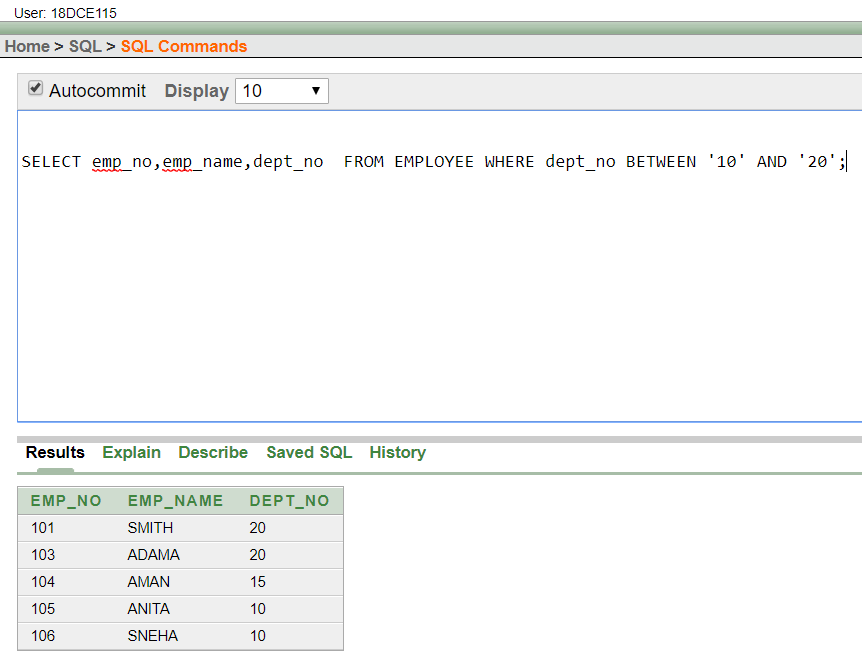 User: 18DCE115
Home > SQL > SQL Commands
Autocommit Display 10
SELECT emp_no,emp_name,dept_no  FROM EMPLOYEE WHERE dept_no BETWEEN '10' AND '20';
Results Explain Describe Saved SQL History
EMP_NO EMP_NAME DEPT_NO
101 SMITH 20
103 ADAMA 20
104 AMAN 15
105 ANITA 10
106 SNEHA 10